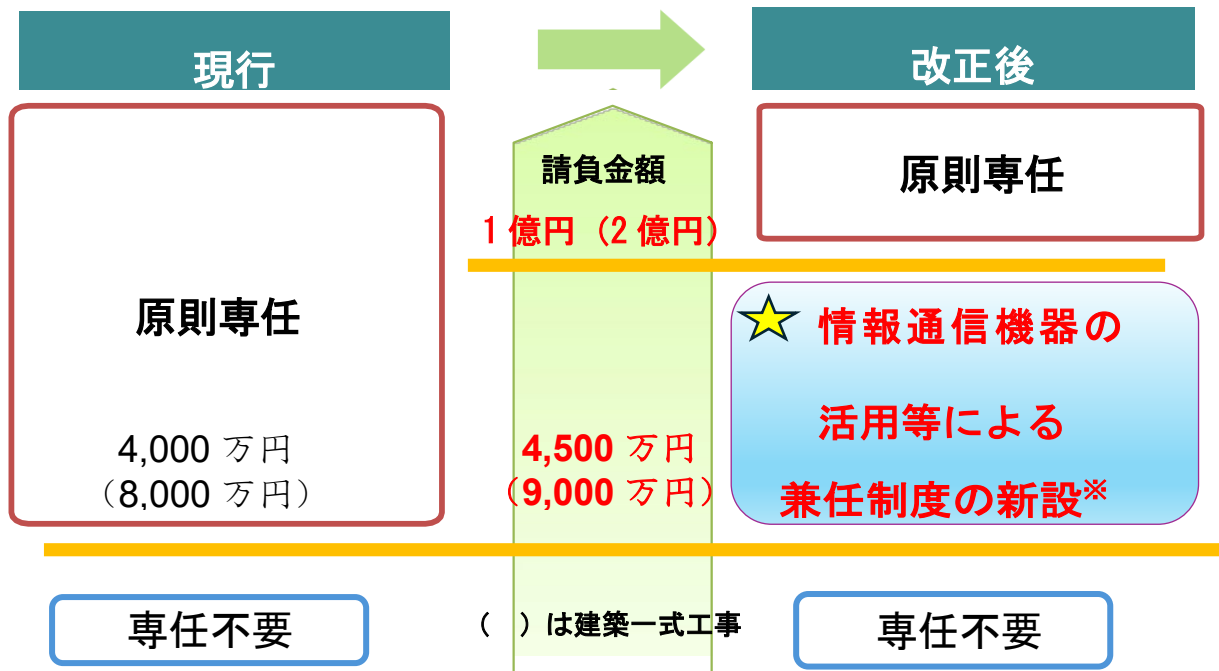 現行
改正後
請負金額
1億円（2億円）
原則専任
原則専任
☆ 情報通信機器の
活用等による
兼任制度の新設※
4,000 万円
（8,000 万円）
4,500 万円
（9,000 万円）
専任不要
（　）は建築一式工事
専任不要